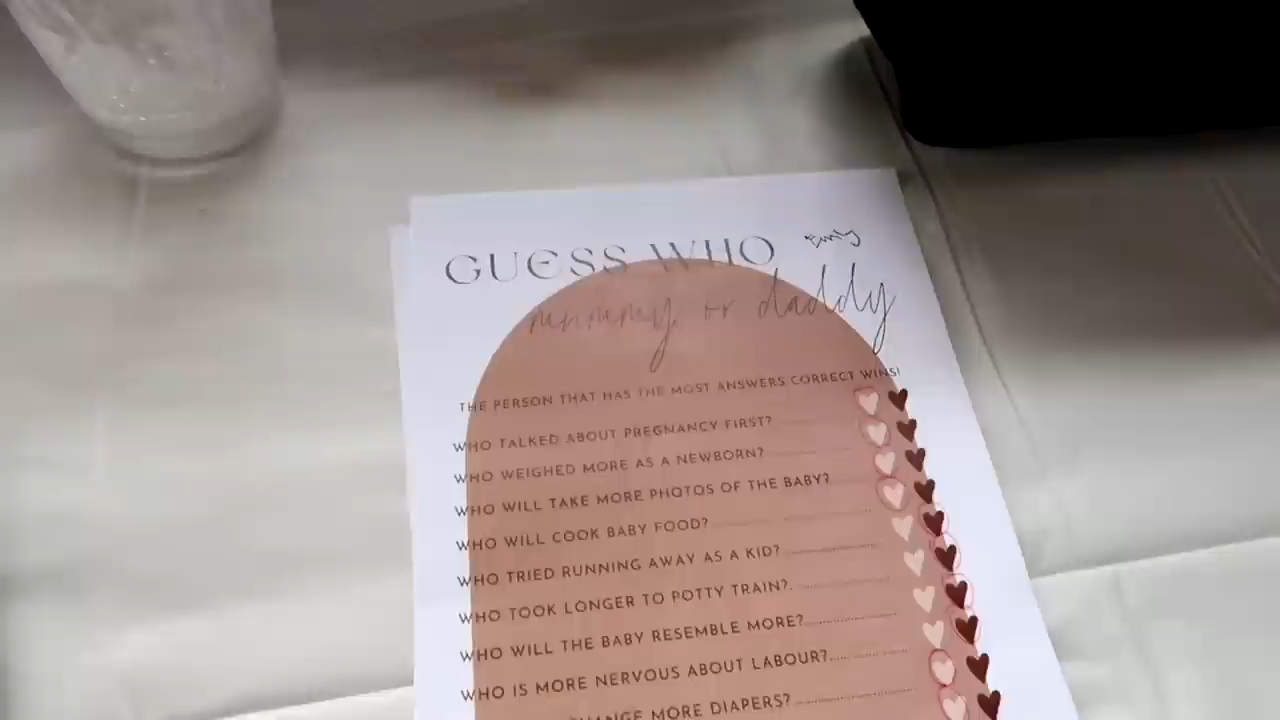 GUESS WHO
mummy or daddy
THE PERSON THAT HAS THE MOST ANSWERS CORRECT WINS!
WHO TALKED ABOUT PREGNANCY FIRST?
WHO WEIGHED MORE AS A NEWBORN?
WHO WILL TAKE MORE PHOTOS OF THE BABY?
WHO WILL COOK BABY FOOD?
WHO TRIED RUNNING AWAY AS A KID?
WHO TOOK LONGER TO POTTY TRAIN?
WHO WILL THE BABY RESEMBLE MORE?
WHO IS MORE NERVOUS ABOUT LABOUR?
MORE DIAPERS?